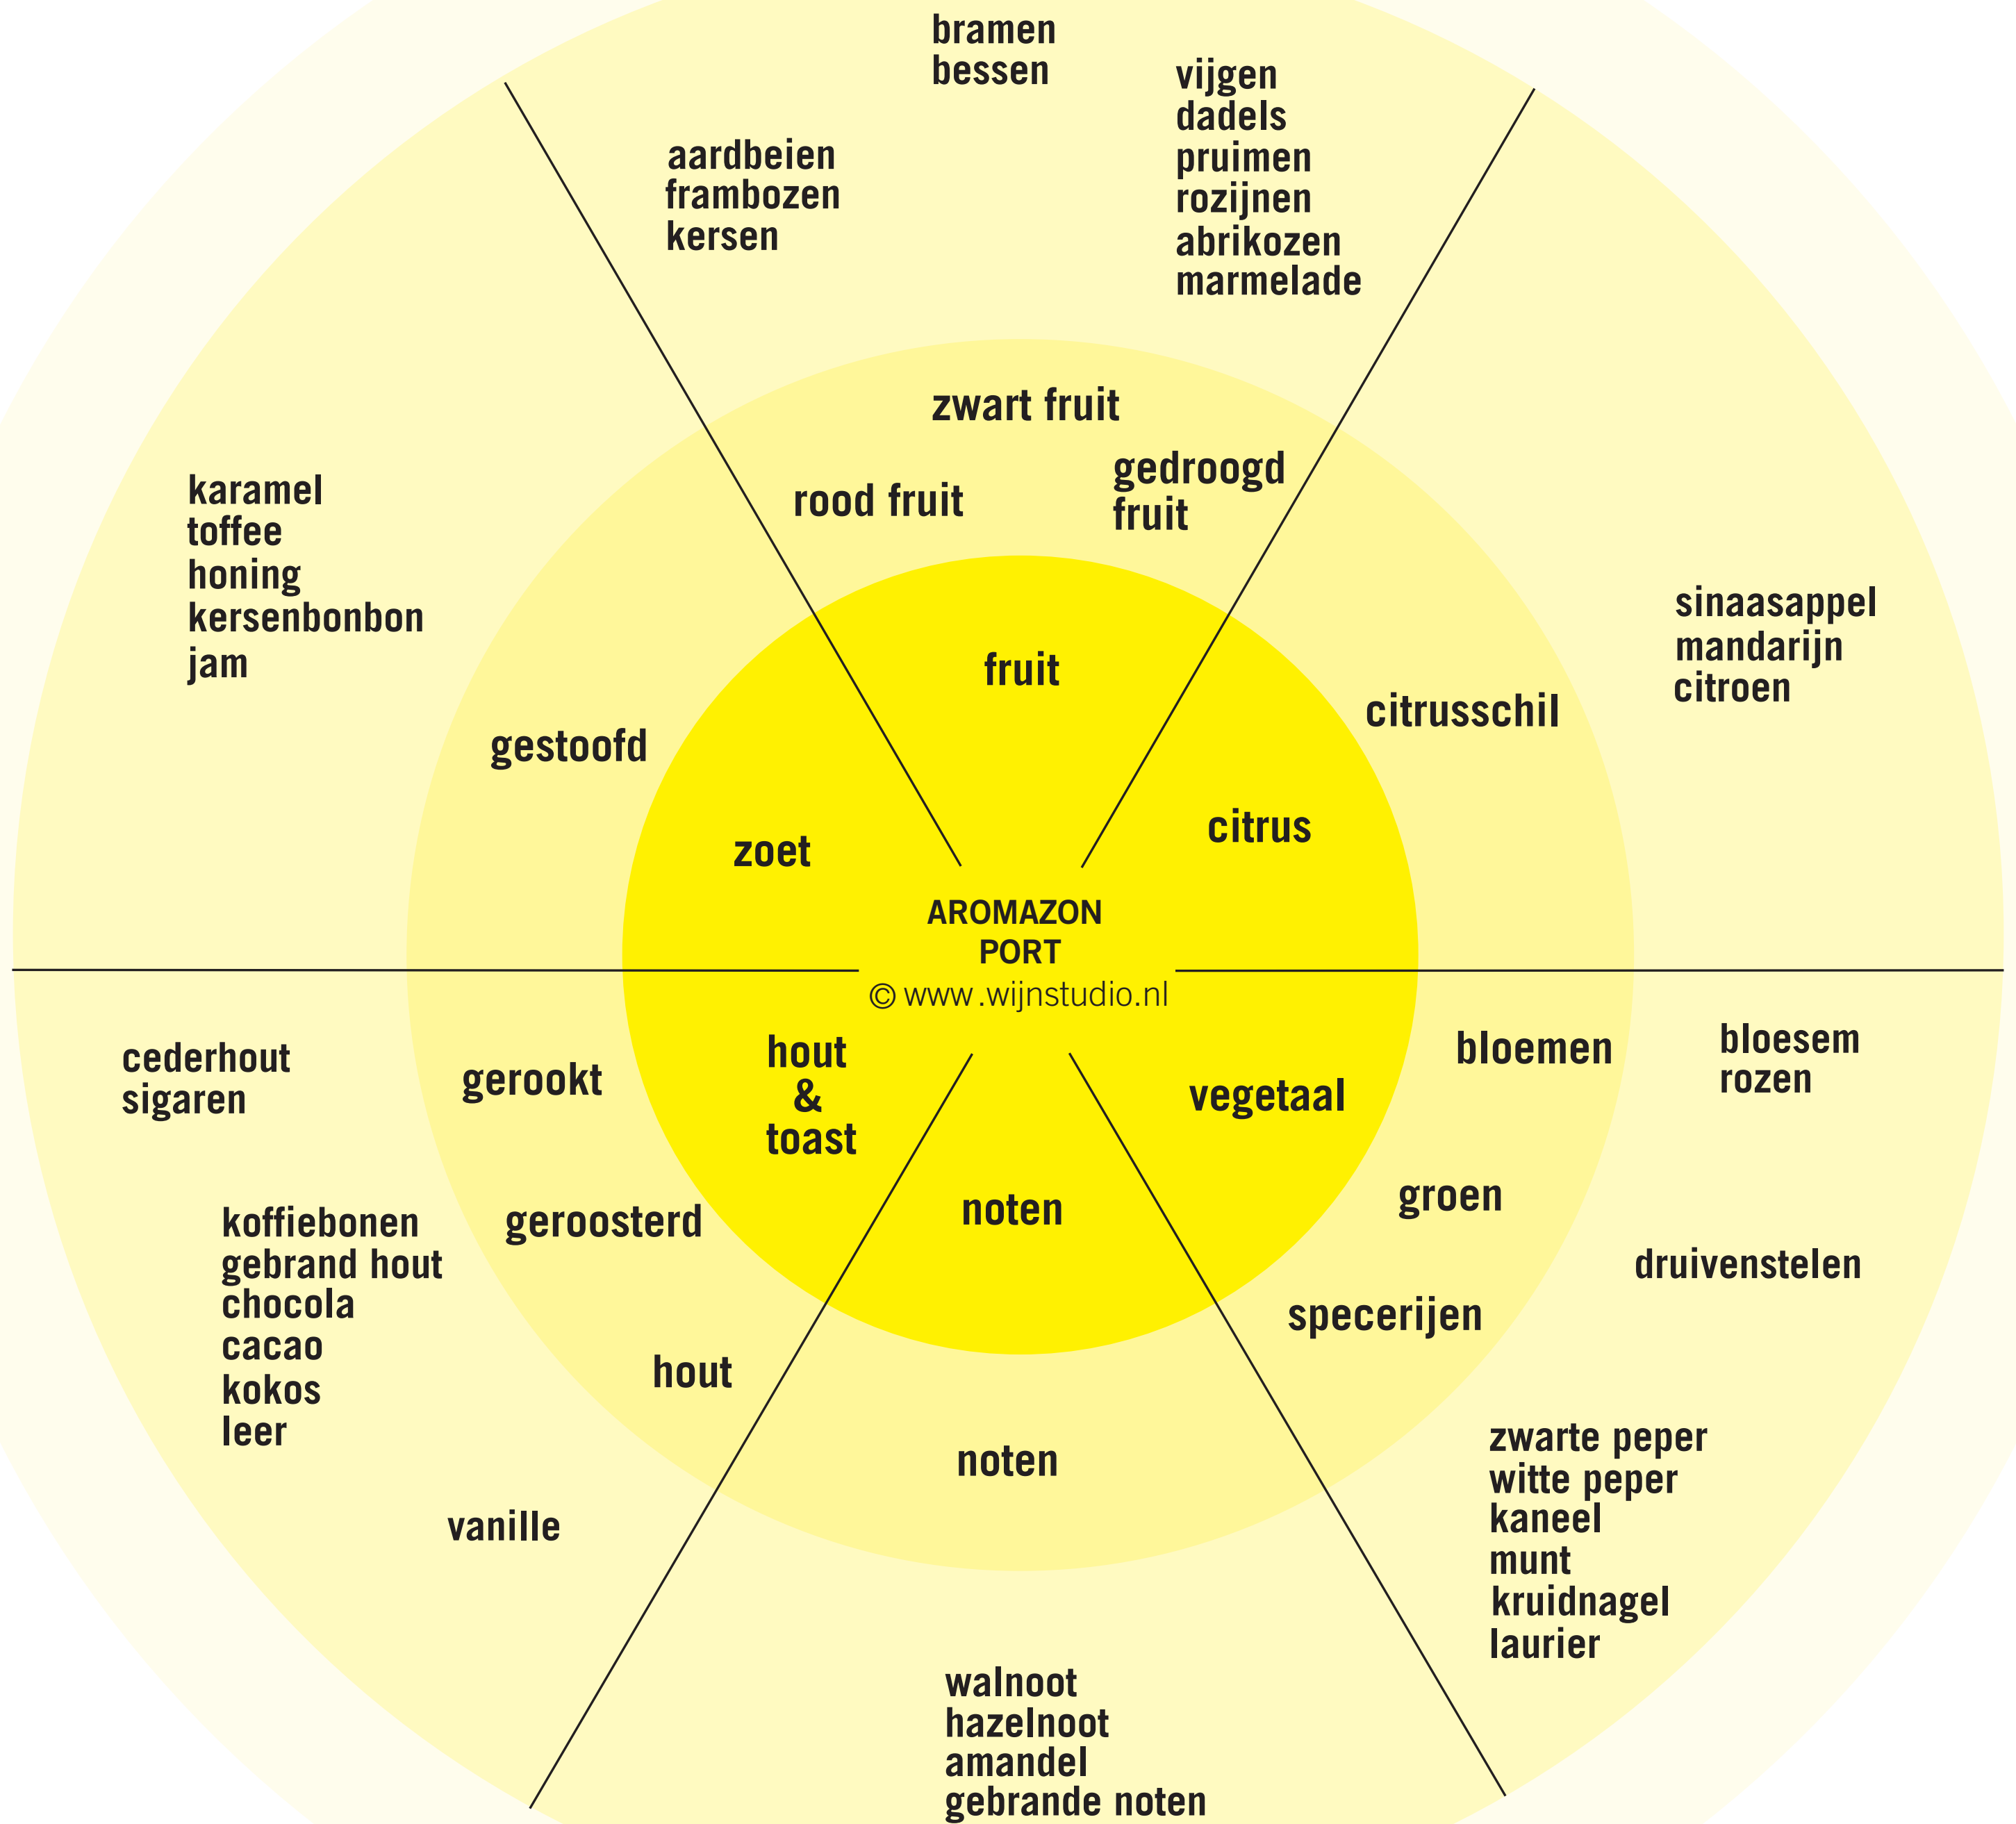 bramen
bessen
vijgen
dadels
pruimen
rozijnen
abrikozen
marmelade
aardbeien
frambozen
kersen
zwart fruit
rood fruit
gedroogd
fruit
fruit
karamel
toffee
honing
kersenbonbon
jam
gestoofd
zoet
sinaasappel
mandarijn
citroen
citrusschil
citrus
AROMAZON
PORT
© www.wijnstudio.nl
cederhout
sigaren
gerookt
hout
&
toast
koffiebonen
gebrand hout
chocola
cacao
kokos
leer
geroosterd
hout
vanille
noten
noten
walnoot
hazelnoot
amandel
gebrande noten
vegetaal
bloemen
bloesem
rozen
groen
druivenstelen
specerijen
zwarte peper
witte peper
kaneel
munt
kruidnagel
laurier